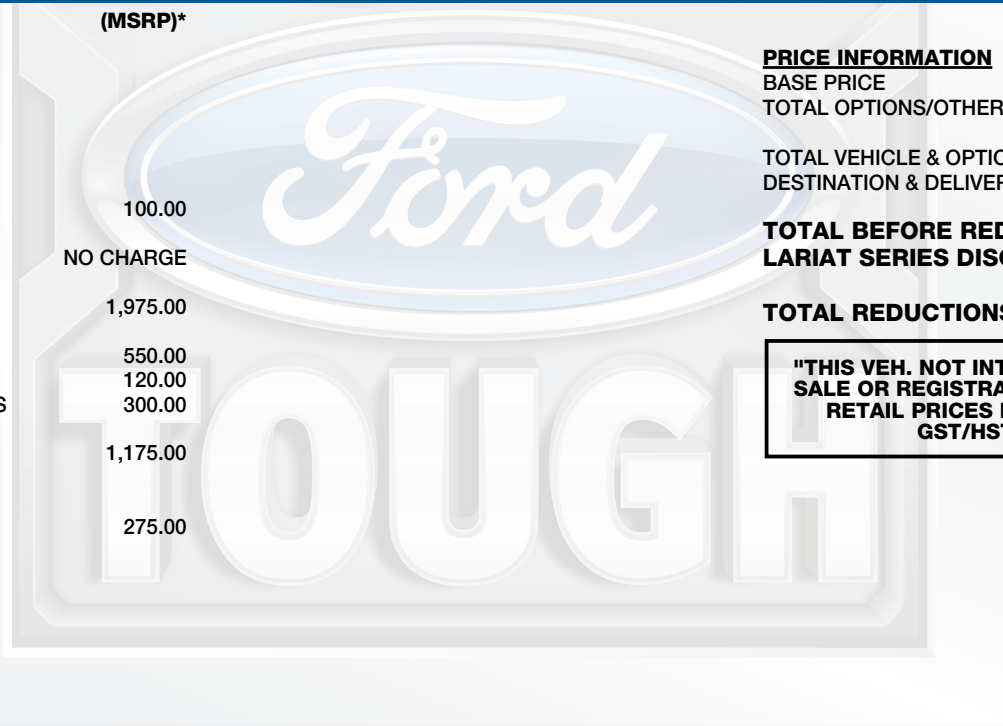 (MSRP)*
100.00
NO CHARGE
1,975.00
550.00
120.00
S 300.00
1,175.00
275.00
Ford
TOUGH
PRICE INFORMATION
BASE PRICE
TOTAL OPTIONS/OTHER
TOTAL VEHICLE & OPTIO
DESTINATION & DELIVER
TOTAL BEFORE RED
LARIAT SERIES DISC
TOTAL REDUCTIONS
"THIS VEH. NOT INT
SALE OR REGISTRA
RETAIL PRICES
GST/HST